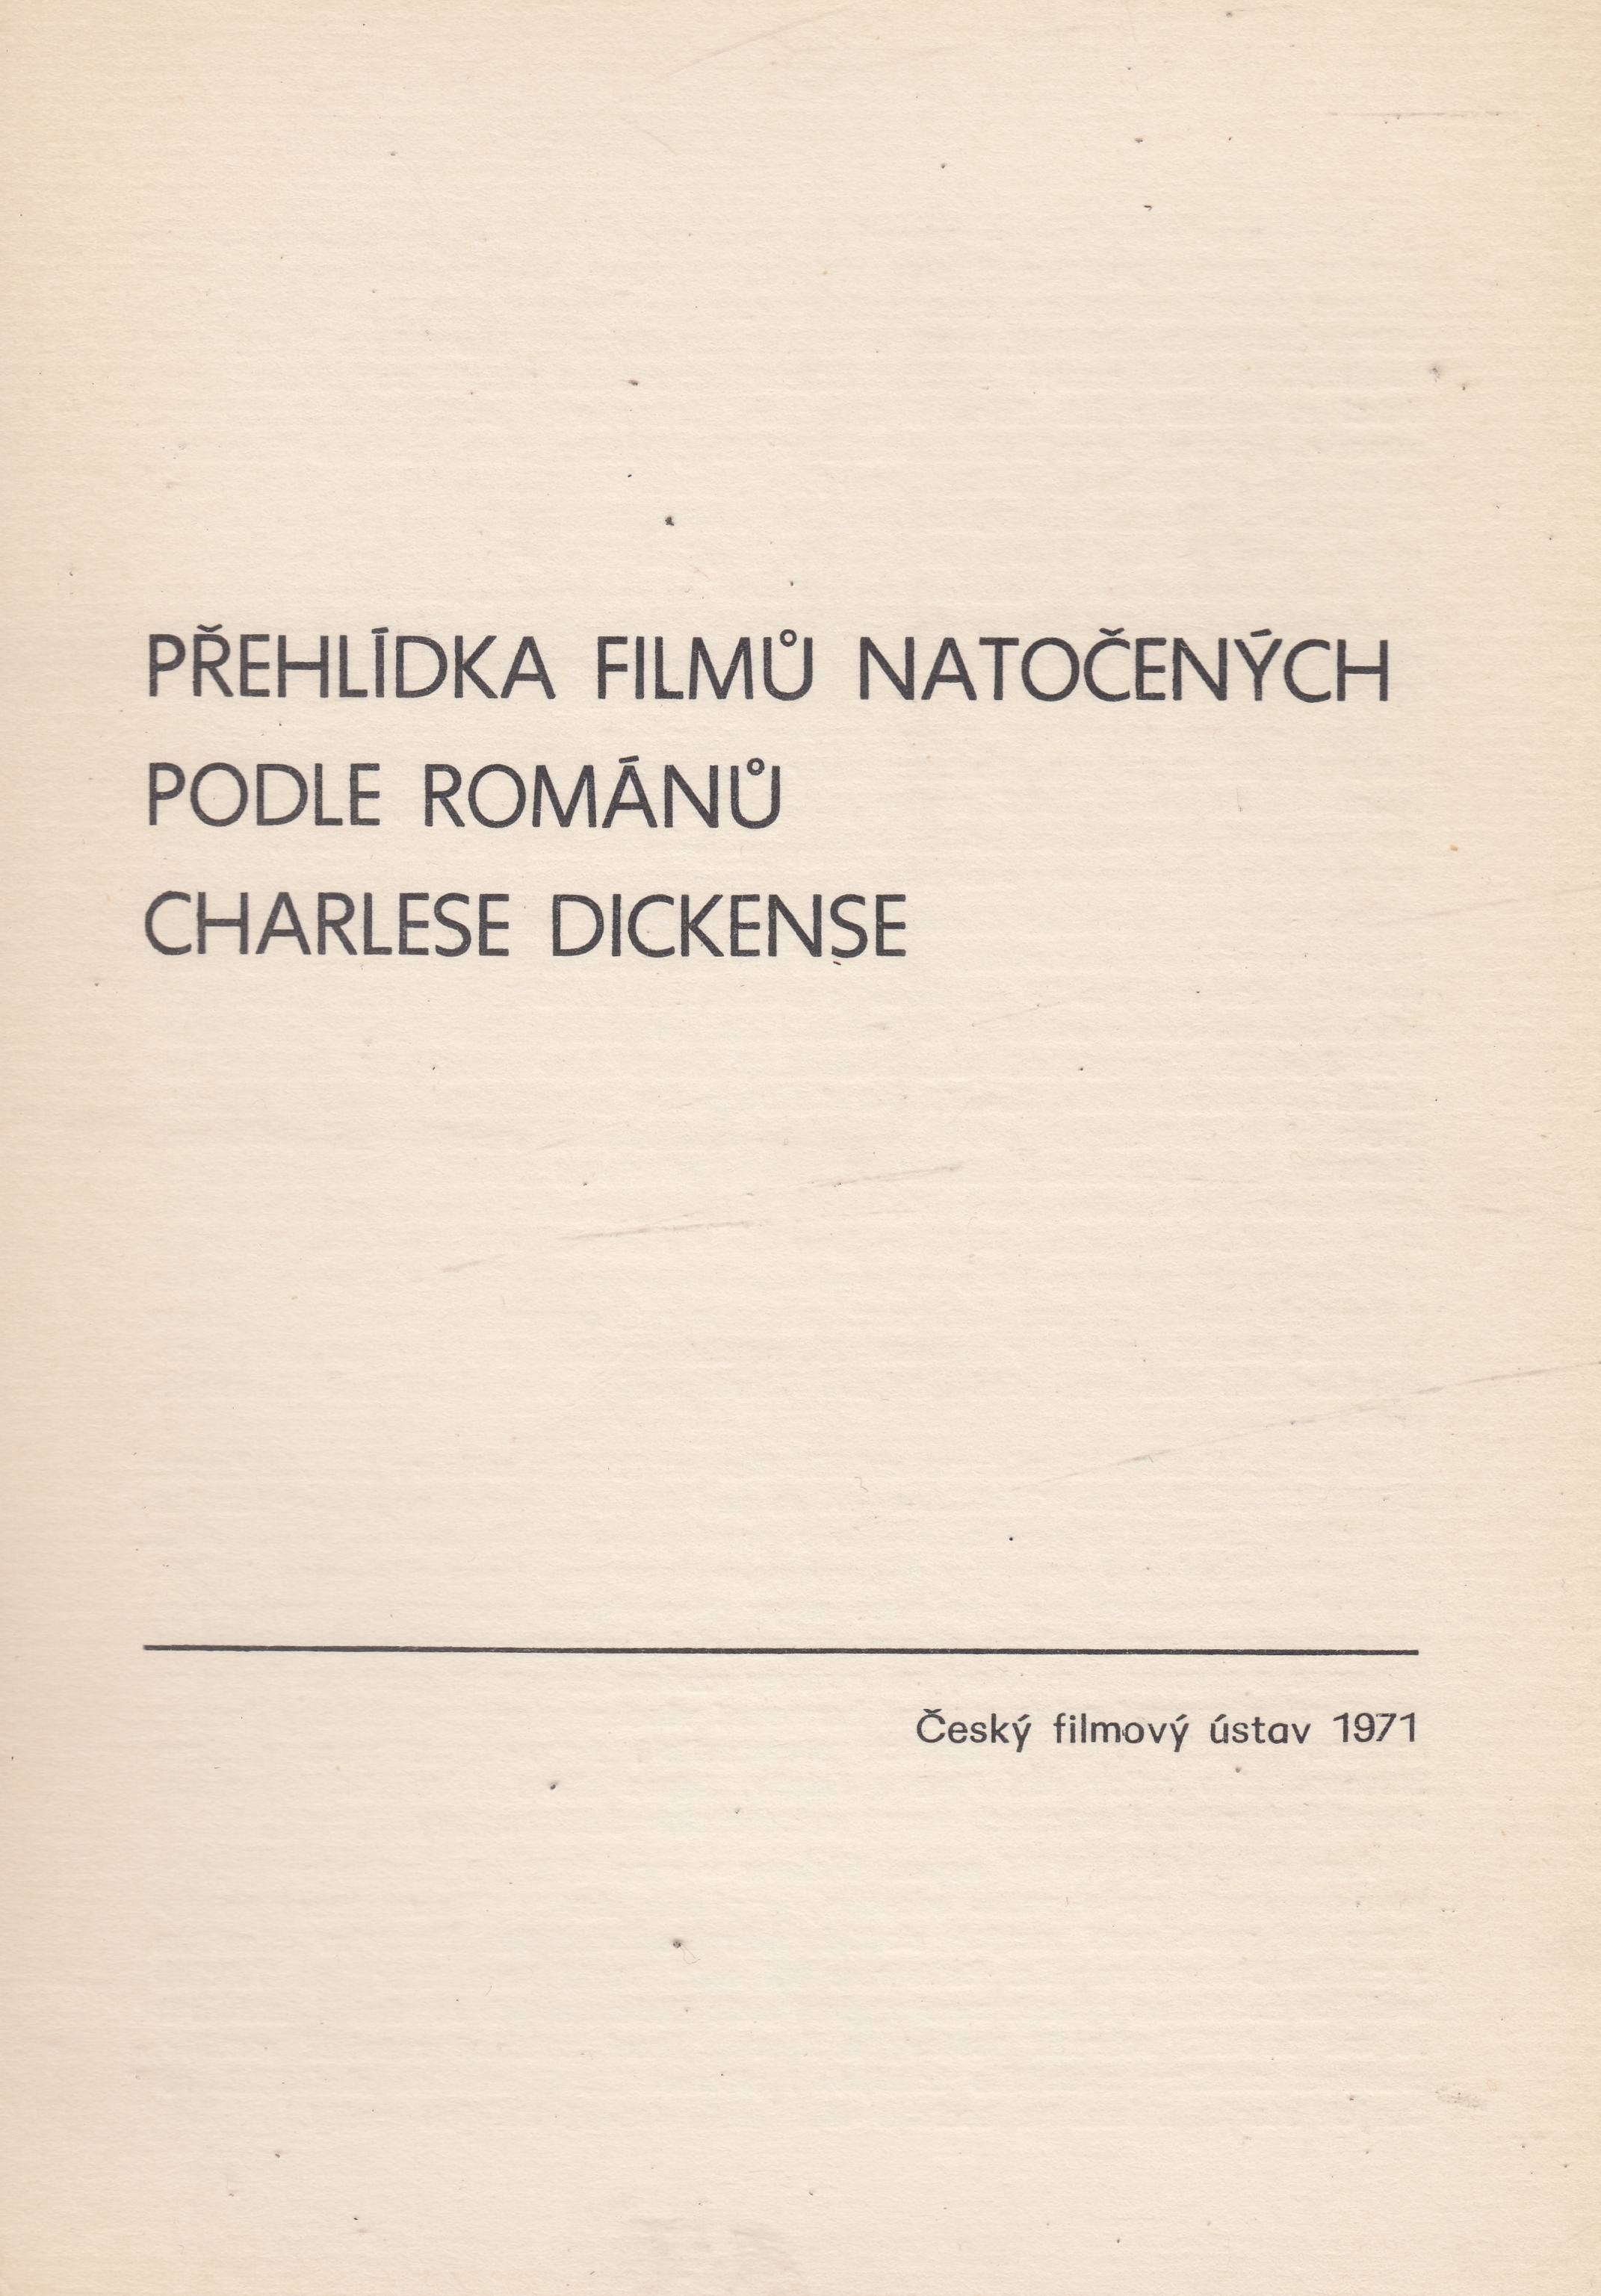 PŘEHLÍDKA FILMŮ NATOČENÝCH
PODLE ROMÁNŮ
CHARLESE DICKENSE
Český filmový ústav 1971